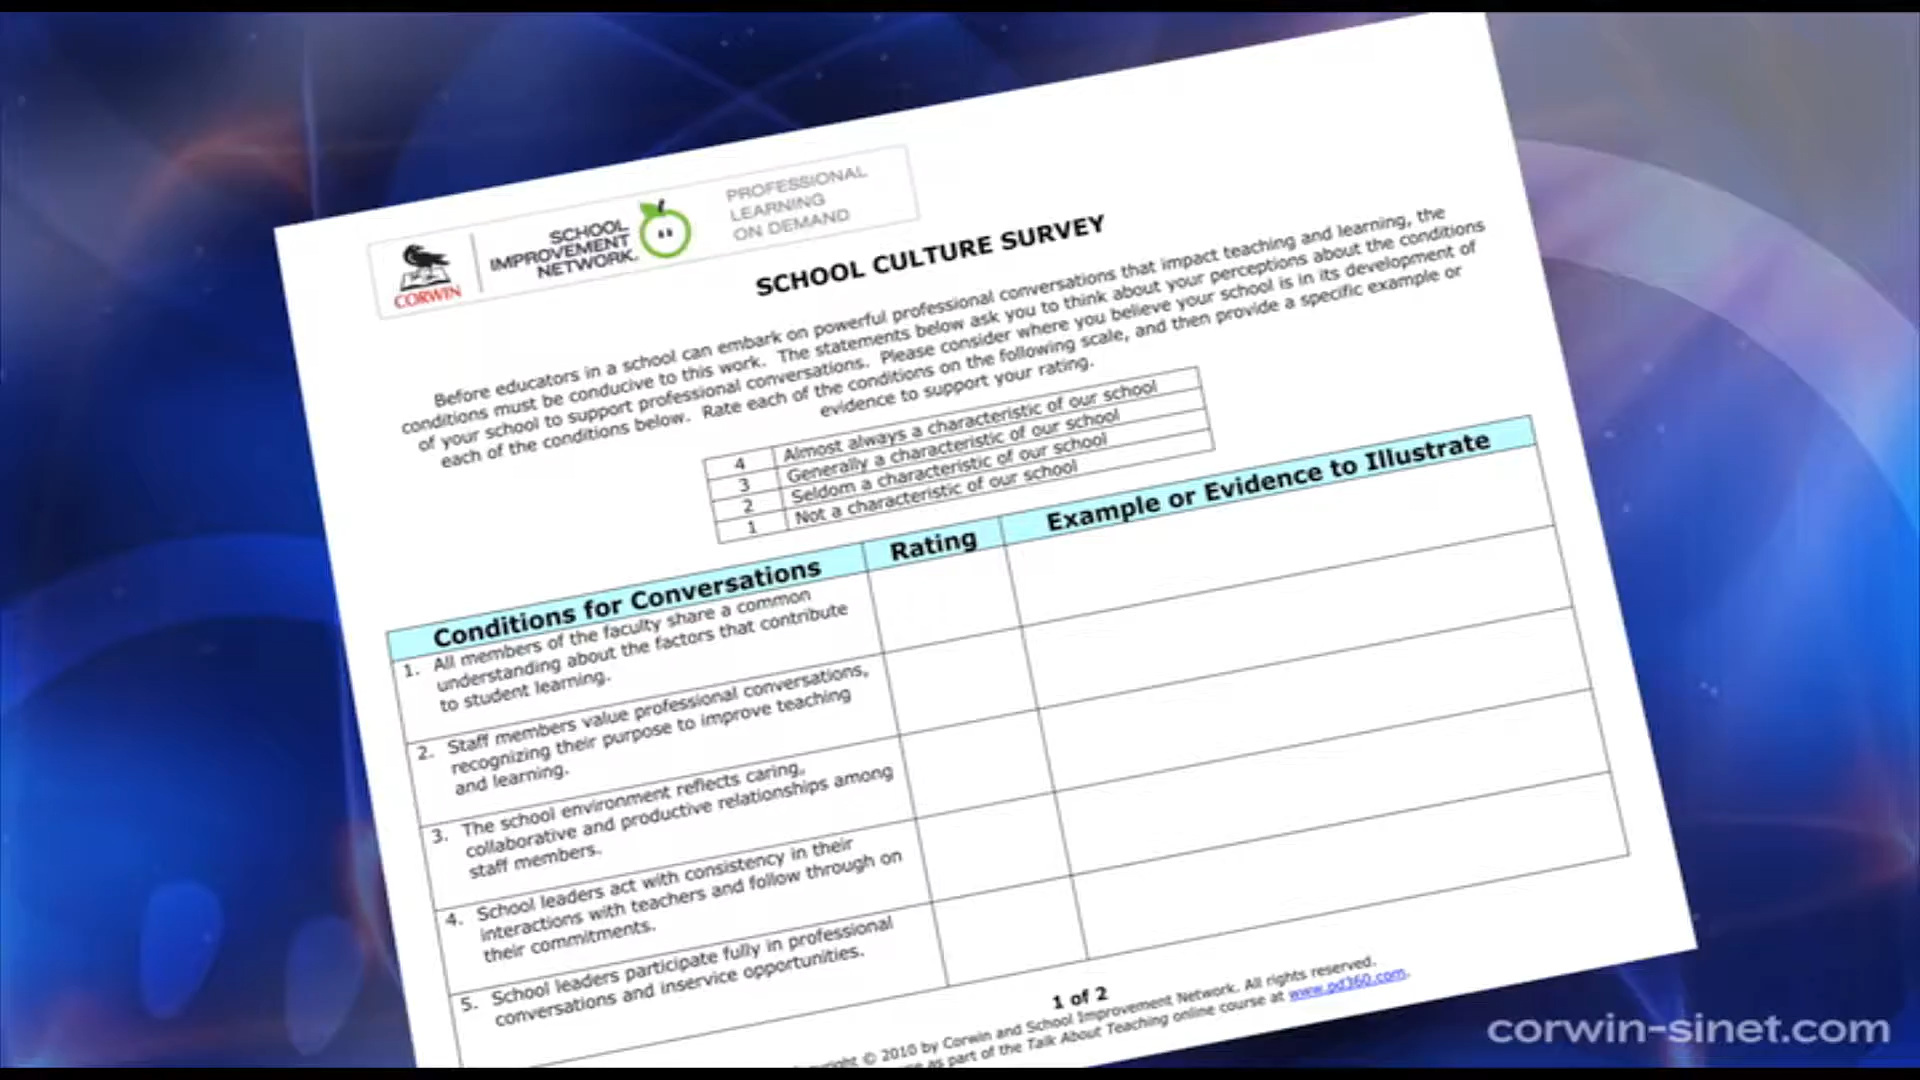 CORWIN
SCHOOL
IMPROVEMENT
NETWORK.
PROFESSIONAL
LEARNING
ON DEMAND
SCHOOL CULTURE SURVEY
Before educators in a school can embark on powerful professional conversations that impact teaching and learning, the
conditions must be conducive to this work. The statements below ask you to think about your perceptions about the conditions
of your school to support professional conversations. Please consider where you believe your school is in its development of
each of the conditions below. Rate each of the conditions on the following scale, and then provide a specific example or
evidence to support your rating.
4 Almost always a characteristic of our school
3 Generally a characteristic of our school
2 Seldom a characteristic of our school
1 Not a characteristic of our school
Conditions for Conversations Rating Example or Evidence to Illustrate
1. All members of the faculty share a common
understanding about the factors that contribute
to student learning.
2. Staff members value professional conversations,
recognizing their purpose to improve teaching
and learning.
3. The school environment reflects caring,
collaborative and productive relationships among
staff members.
4. School leaders act with consistency in their
interactions with teachers and follow through on
their commitments.
5. School leaders participate fully in professional
conversations and inservice opportunities.
1 of 2
© 2010 by Corwin and School Improvement Network. All rights reserved.
as part of the Talk About Teaching online course at www.pd360.com.
corwin-sinet.com